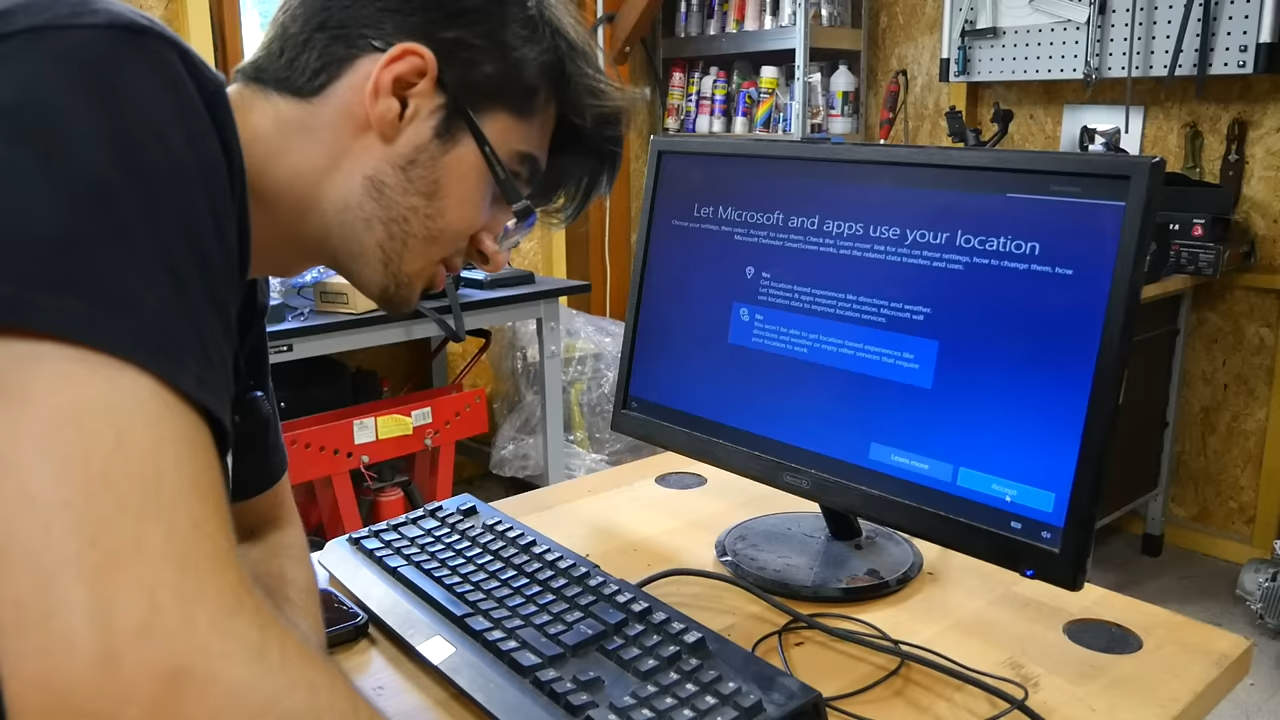 Let Microsoft and apps use your location
Choose your settings, then select 'Accept' to save them. Check the 'Learn more' link for info on these settings, how to change them, how
Microsoft Defender SmartScreen works, and the related data transfers and uses.
Yes
Get location-based experiences like directions and weather.
Let Windows & apps request your location. Microsoft will
use location data to improve location services.
No
You won't be able to get location-based experiences like
directions and weather or enjoy other services that require
your location to work.
Learn more
Accept